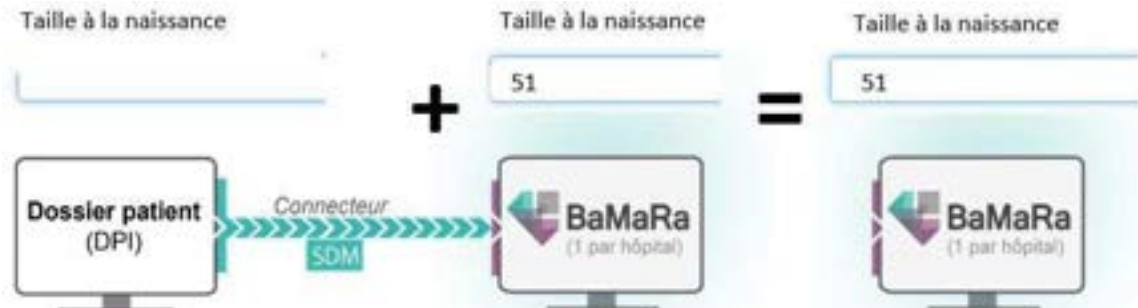 Taille à la naissance
Taille à la naissance
Taille à la naissance
+
51
=
51
Dossier patient
(DPI)
Connecteur
SDM
BaMaRa
(1 par hôpital)
BaMaRa
(1 par hôpital)